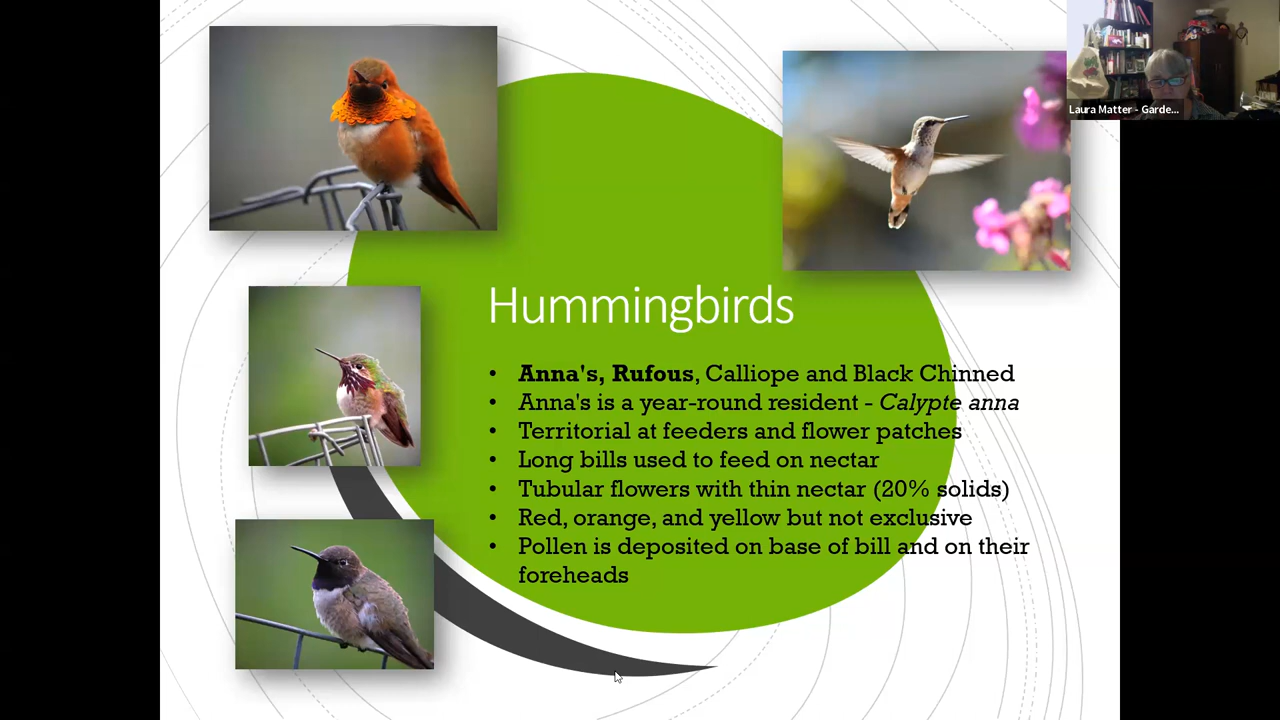 Laura Matter - Garde...
Hummingbirds
• Anna's, Rufous, Calliope and Black Chinned
• Anna's is a year-round resident - Calypte anna
• Territorial at feeders and flower patches
• Long bills used to feed on nectar
• Tubular flowers with thin nectar (20% solids)
• Red, orange, and yellow but not exclusive
• Pollen is deposited on base of bill and on their
foreheads